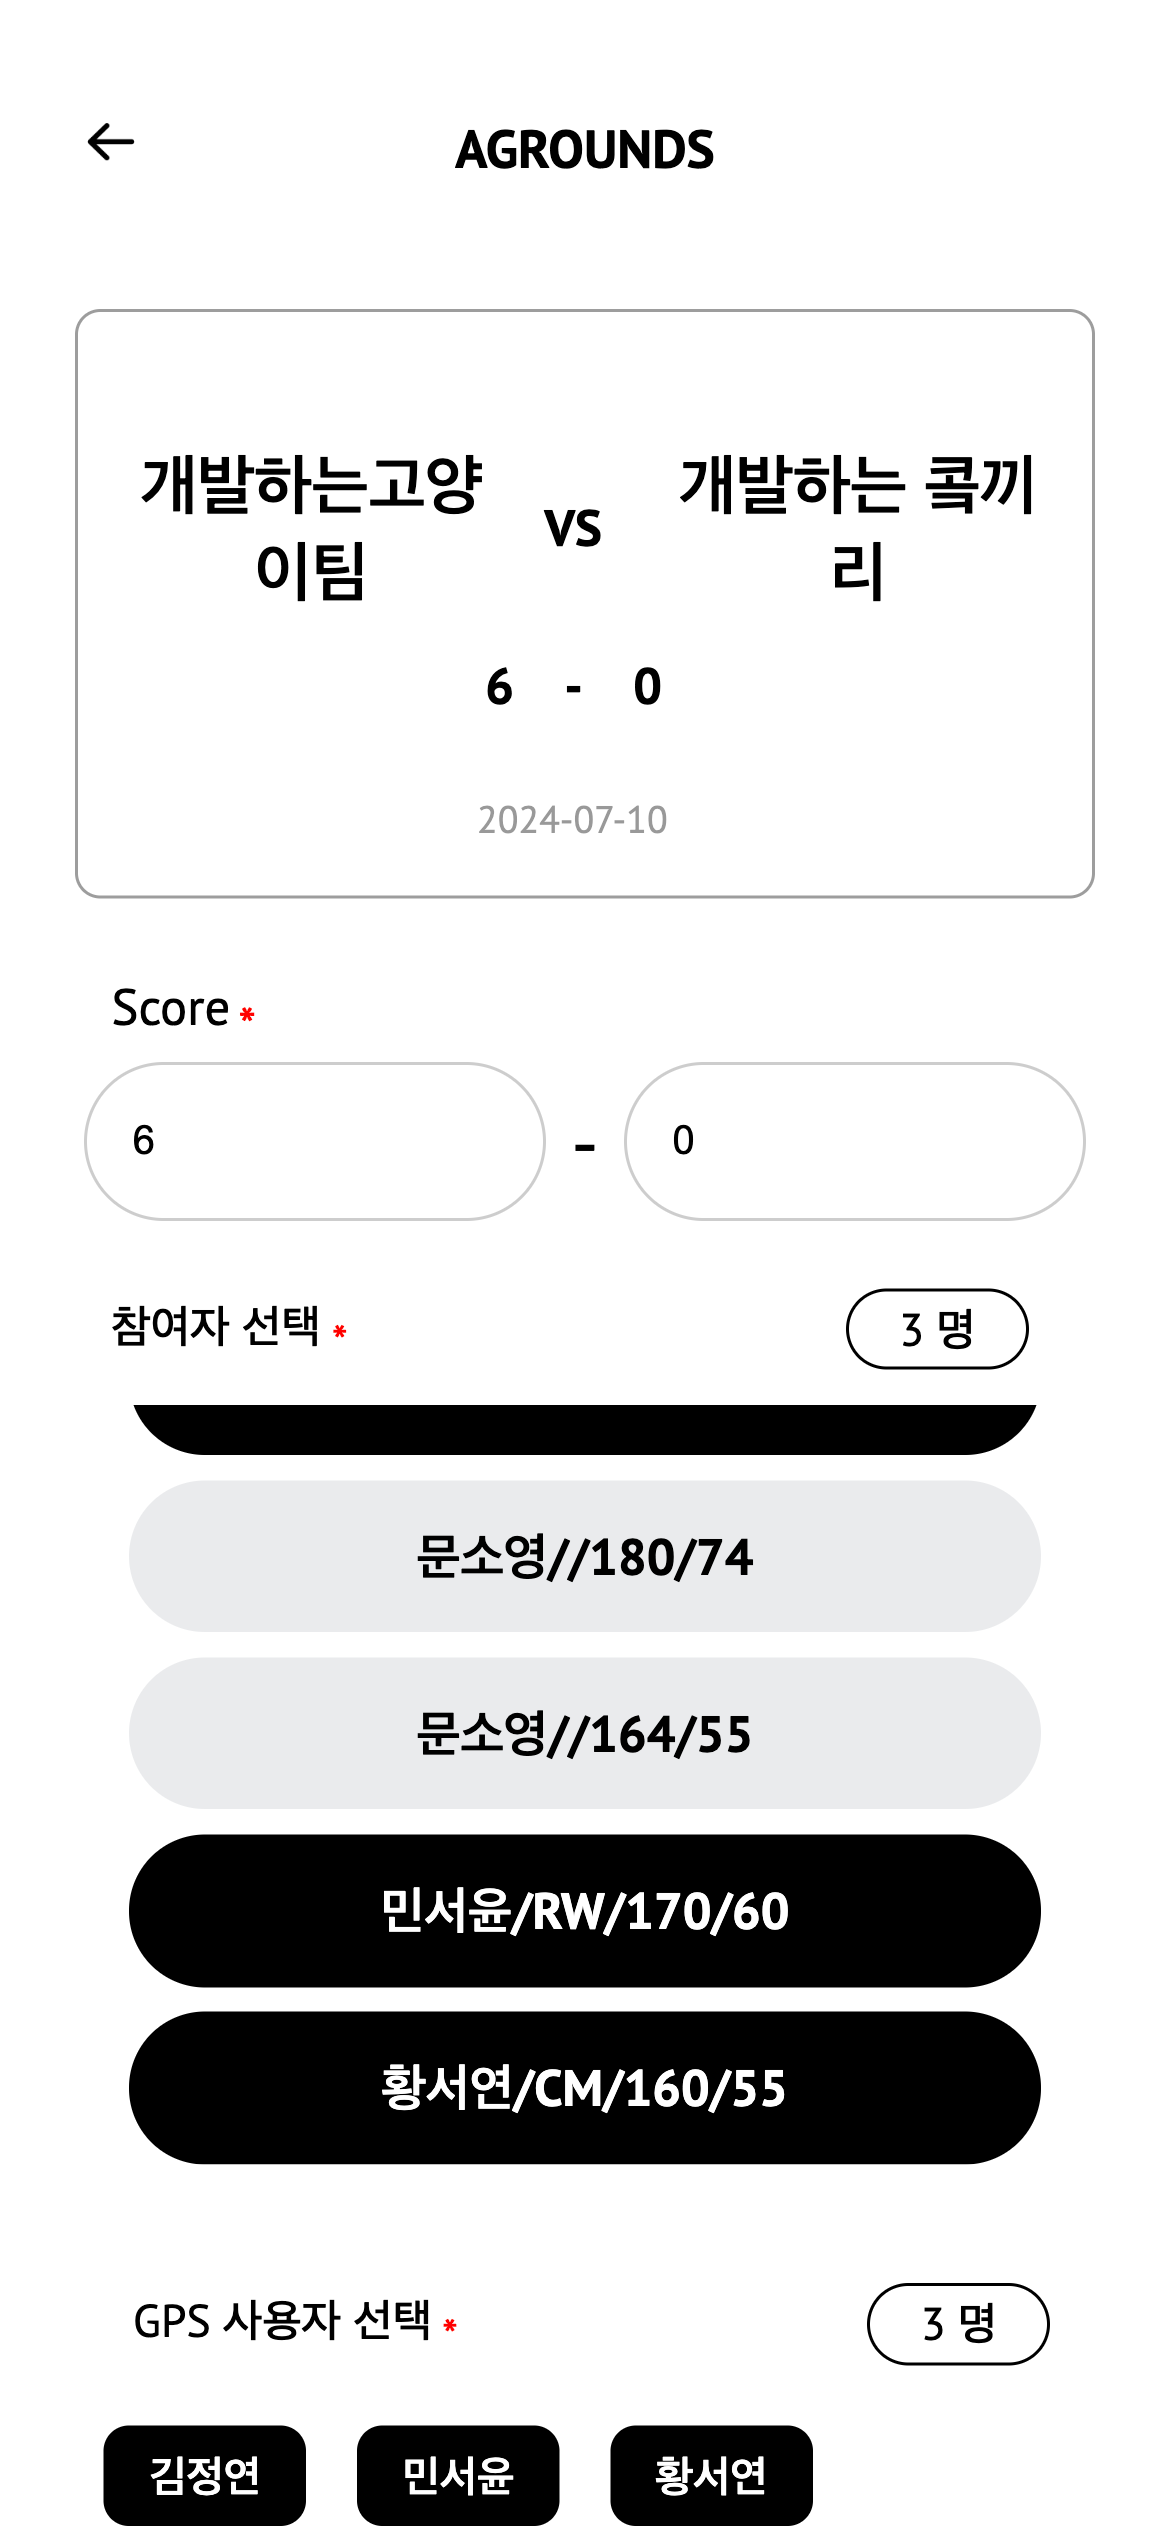 AGROUNDS
개발하는고양
이팀
vs
개발하는 콬끼
리
6 - 0
2024-07-10
Score *
6 - 0
참여자 선택 *
3 명
문소영//180/74
문소영//164/55
민서윤/RW/170/60
황서연/CM/160/55
GPS 사용자 선택 *
3 명
김정연
민서윤
황서연